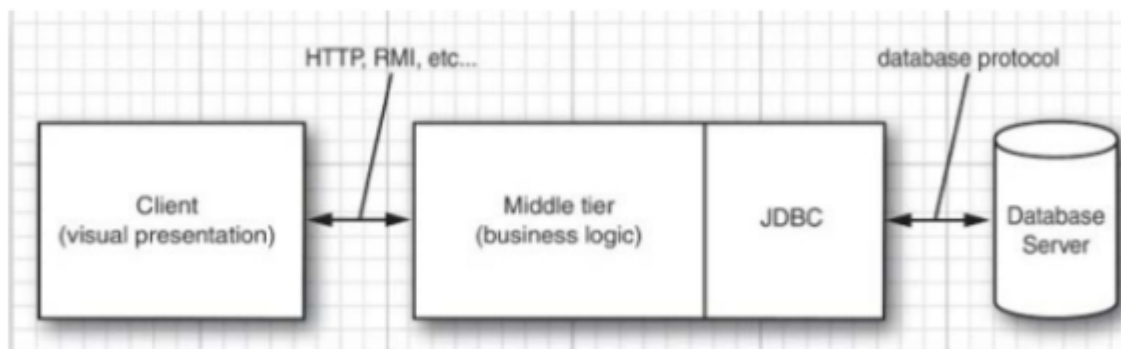 HTTP, RMI, etc...
database protocol
Client
(visual presentation)
Middle tier
(business logic)
JDBC
Database
Server